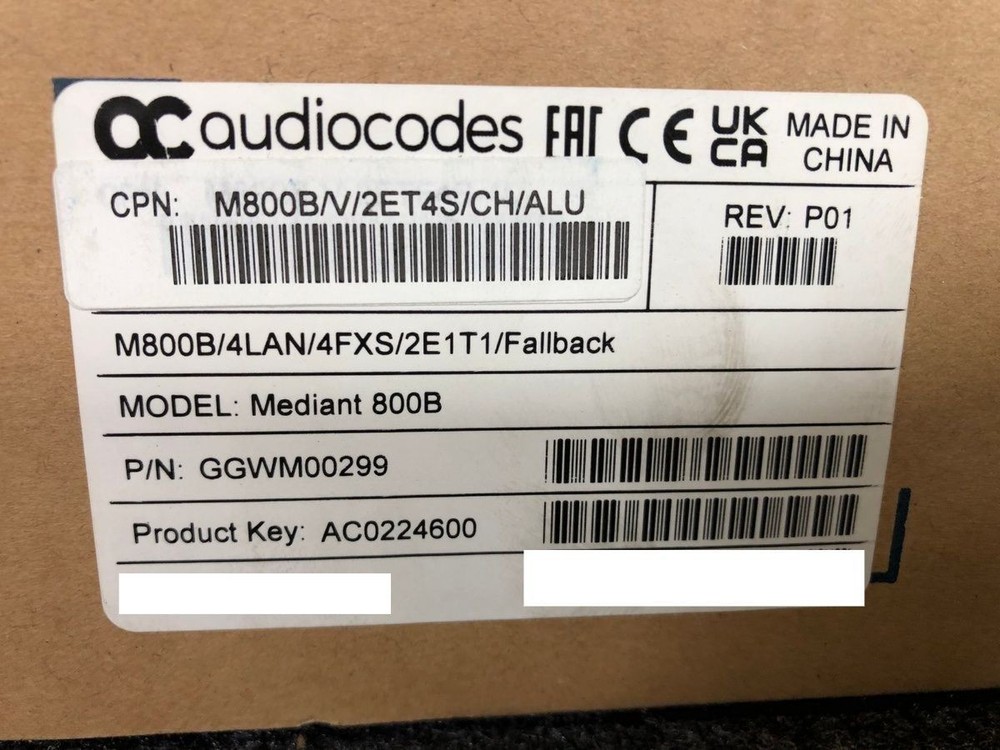 audiocodes EAC CE UK CA MADE IN CHINA
CPN: M800B/V/2ET4S/CH/ALU
REV: P01
M800B/4LAN/4FXS/2E1T1/Fallback
MODEL: Mediant 800B
P/N: GGWM00299
Product Key: AC0224600